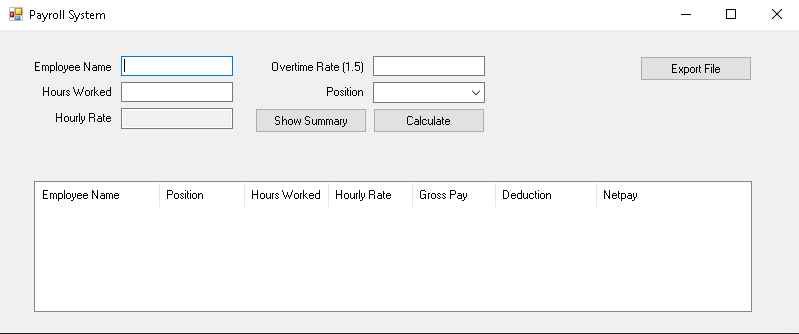 Payroll System
Employee Name
Overtime Rate (1.5)
Export File
Hours Worked
Position
Hourly Rate
Show Summary
Calculate
Employee Name Position Hours Worked Hourly Rate Gross Pay Deduction Netpay